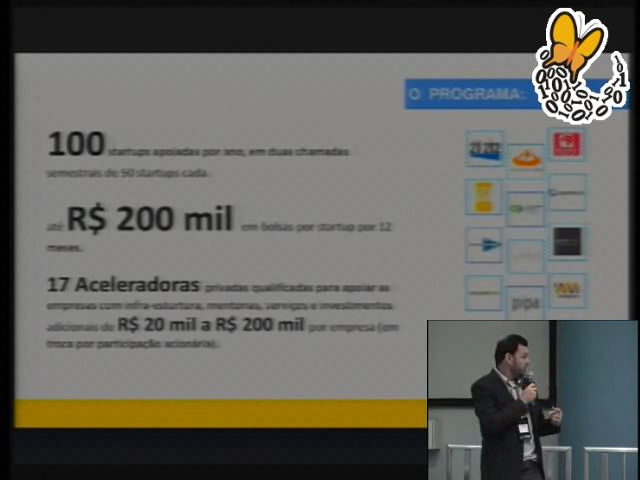 O PROGRAMA:
100 startups apoiadas por ano, em duas chamadas
semestrais de 50 startups cada.
até R$ 200 mil em bolsas por startup por 12
meses.
17 Aceleradoras privadas qualificadas para apoiar as
empresas com infra-esturtura, mentorias, serviços e investimentos
adicionais de R$ 20 mil a R$ 200 mil por empresa (em
troca por participação acionária).
21212
pipa